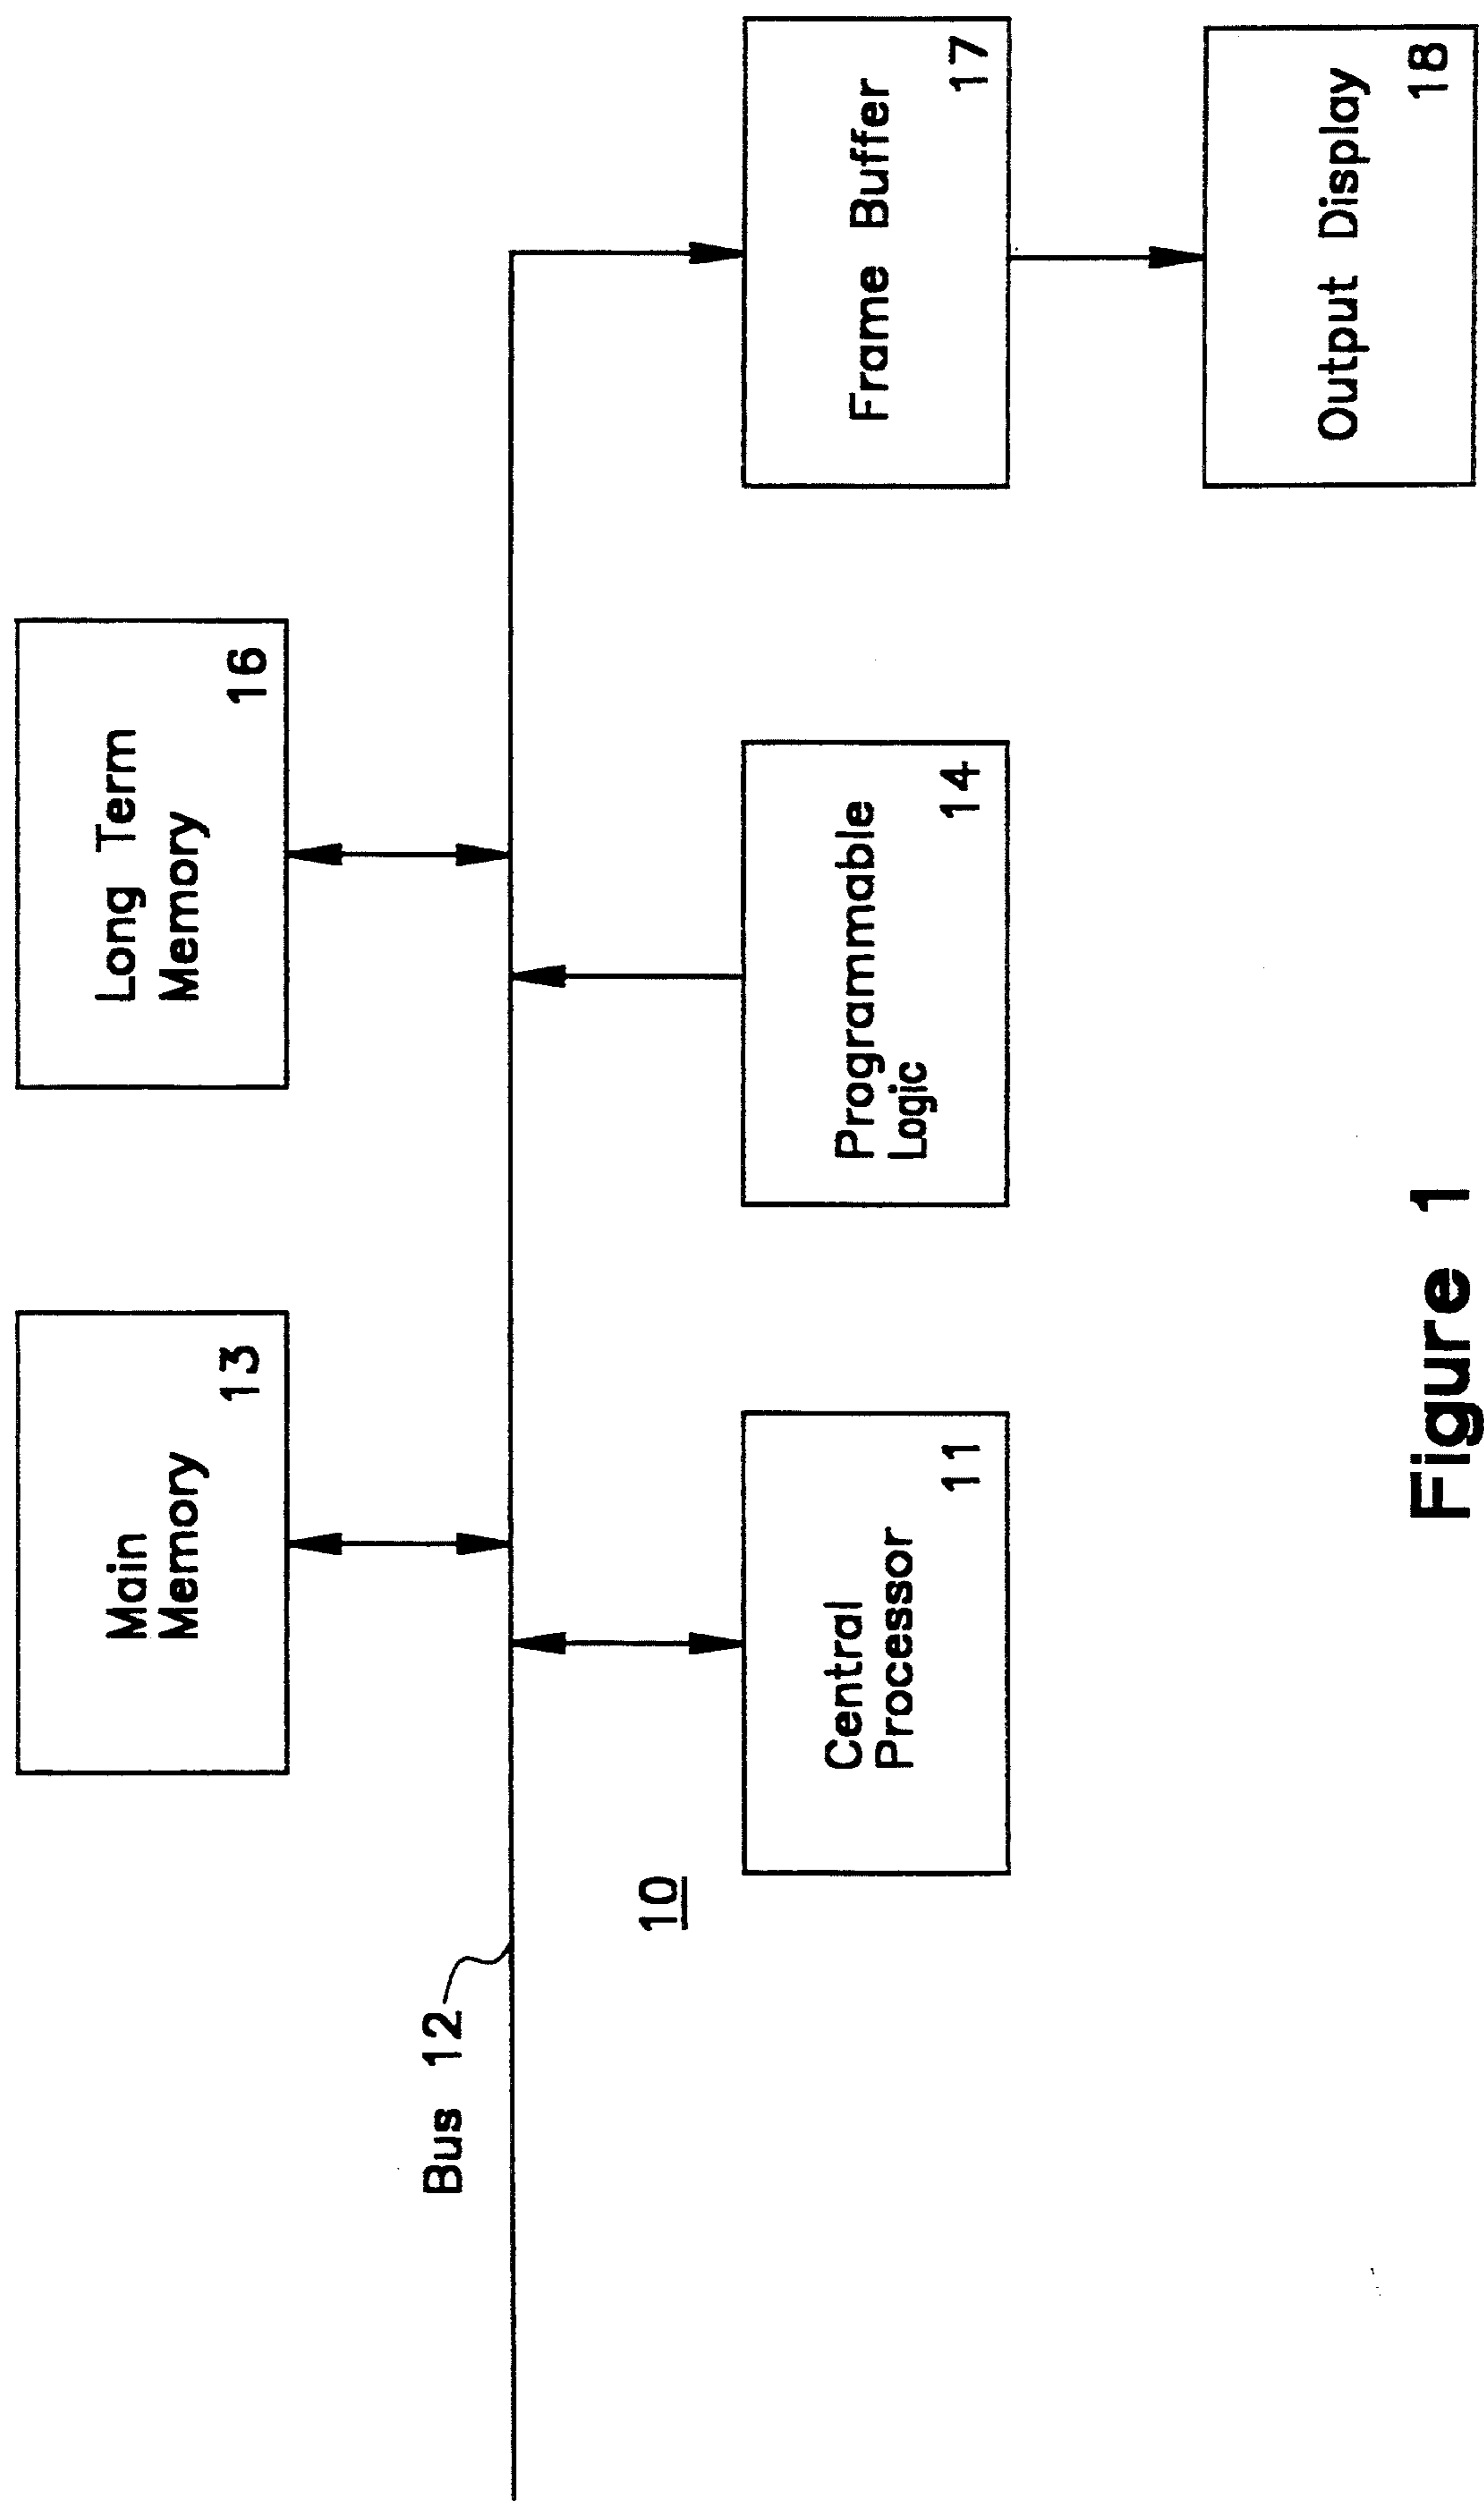 Main
Memory
13
Long Term
Memory
16
Bus 12
10
Central
Processor
11
Programmable
Logic
14
Frame Buffer
17
Output Display
18
Figure 1